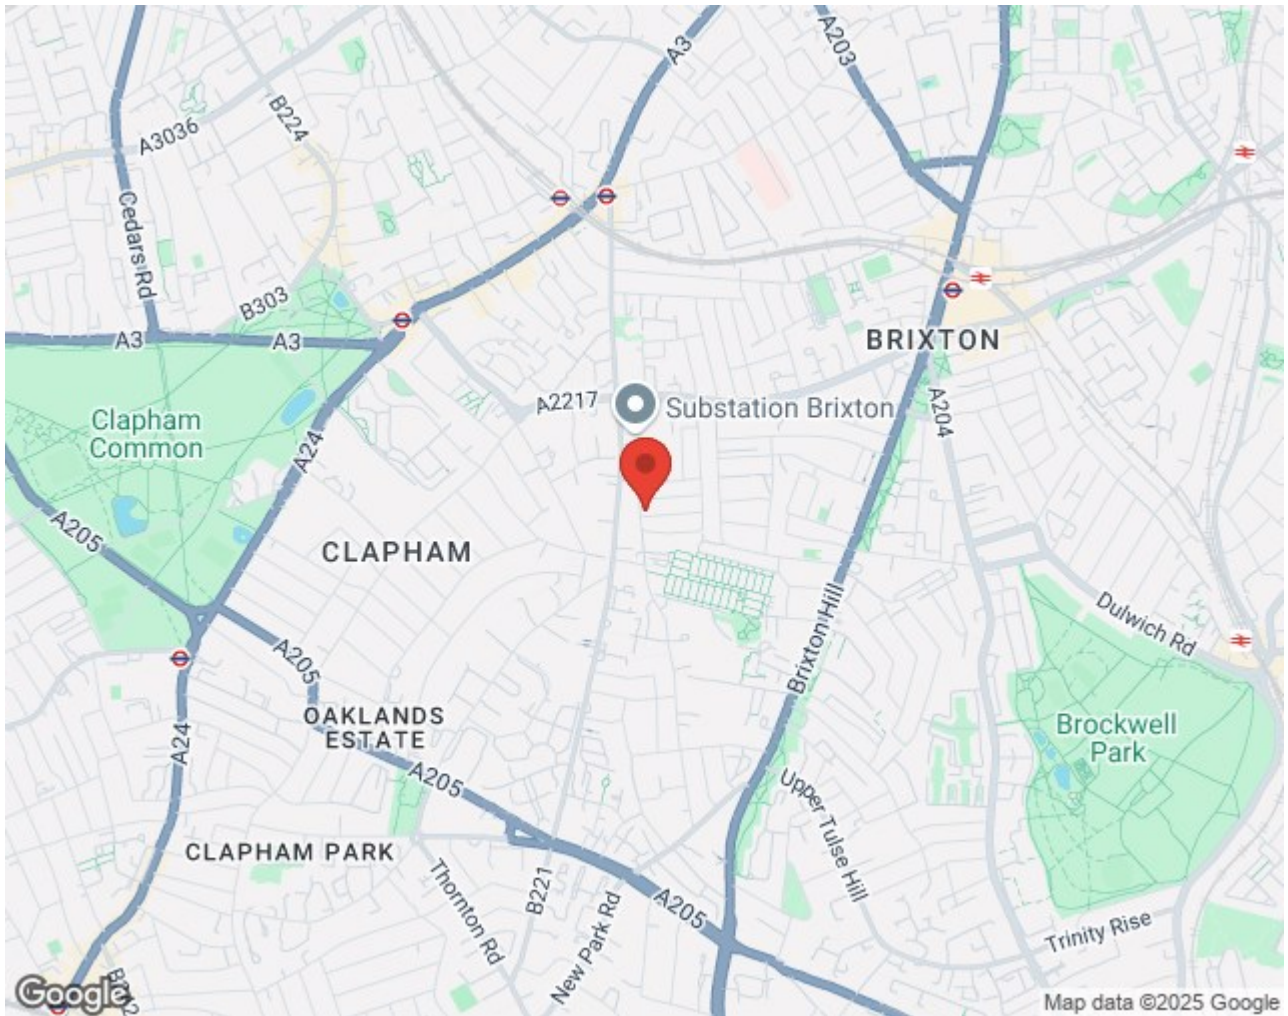 A3
A203
B224
A3036
Cedars Rd
B303
A3
A3
BRIXTON
A2217
Substation Brixton
A204
Clapham
Common
A24
A205
CLAPHAM
Dulwich Rd
Brixton Hill
A205
OAKLANDS
ESTATE
Brockwell
Park
A24
A205
Upper Tulse Hill
CLAPHAM PARK
Thornton Rd
B221
New Park Rd
A205
Trinity Rise
Google
Map data ©2025 Google